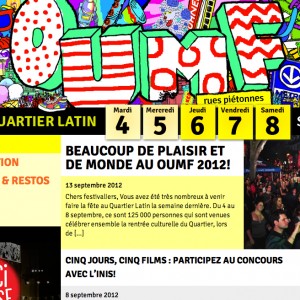 OUMF
rues piétonnes
QUARTIER LATIN
Mardi Mercredi Jeudi Vendredi Samedi
4 5 6 7 8
BEAUCOUP DE PLAISIR ET
DE MONDE AU OUMF 2012!
& RESTOS
13 septembre 2012
Chers festivaliers, Vous avez été très nombreux à venir
faire la fête au Quartier Latin la semaine dernière. Du 4 au
8 septembre, ce sont 125 000 personnes qui sont venues
célébrer ensemble la rentrée culturelle du Quartier, lors
de [...]
CINQ JOURS, CINQ FILMS : PARTICIPEZ AU CONCOURS
AVEC L'INIS!
8 septembre 2012